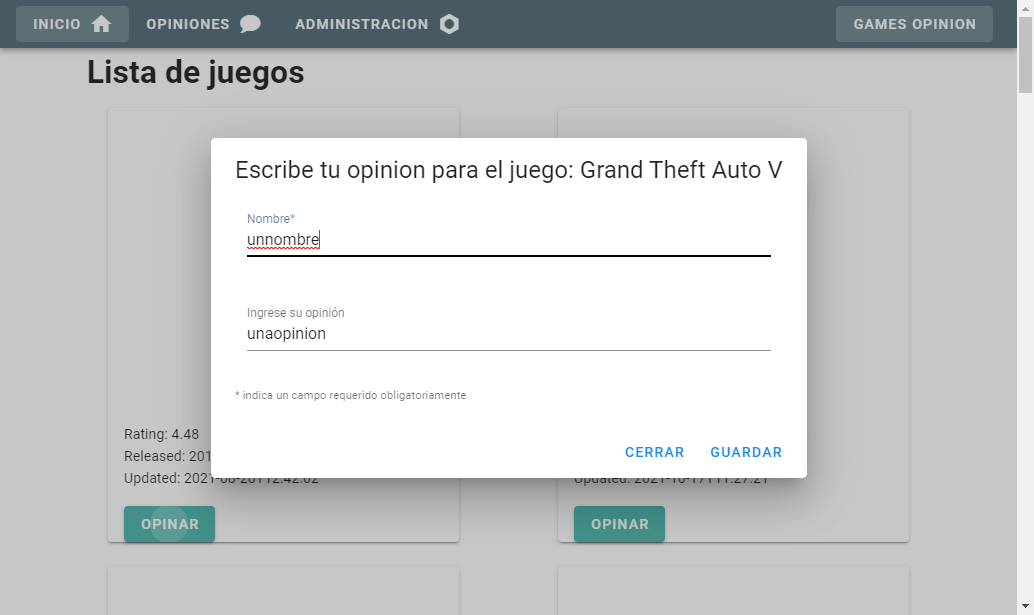 INICIO OPINIONES ADMINISTRACION GAMES OPINION
Lista de juegos
Escribe tu opinion para el juego: Grand Theft Auto V
Nombre*
unnombre
Ingrese su opinión
unaopinion
* indica un campo requerido obligatoriamente
CERRAR GUARDAR
Rating: 4.48
Released: 201
Updated: 2021-08-20T12:42:02
OPINAR
Updated: 2021-10-17T11:27:21
OPINAR